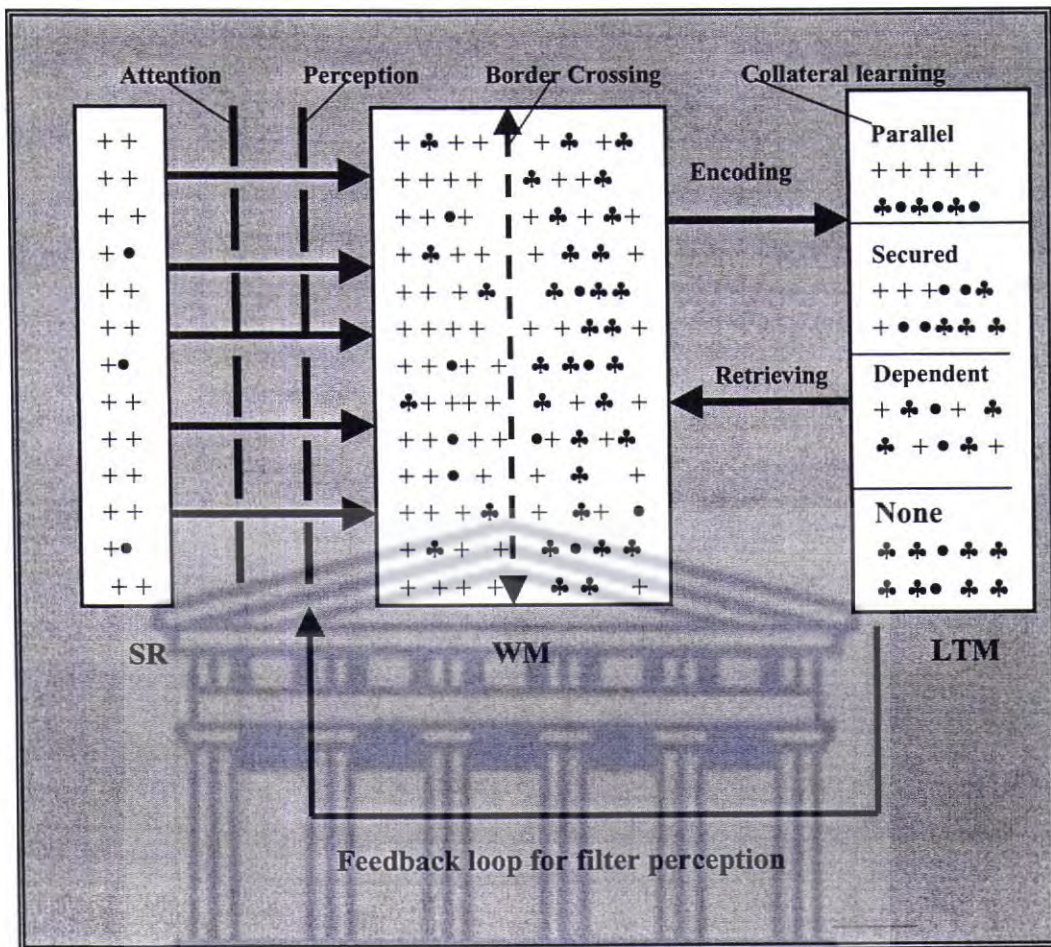 Attention
Perception
Border Crossing
Collateral learning
Parallel
Encoding
Secured
Retrieving
Dependent
None
SR
WM
LTM
Feedback loop for filter perception